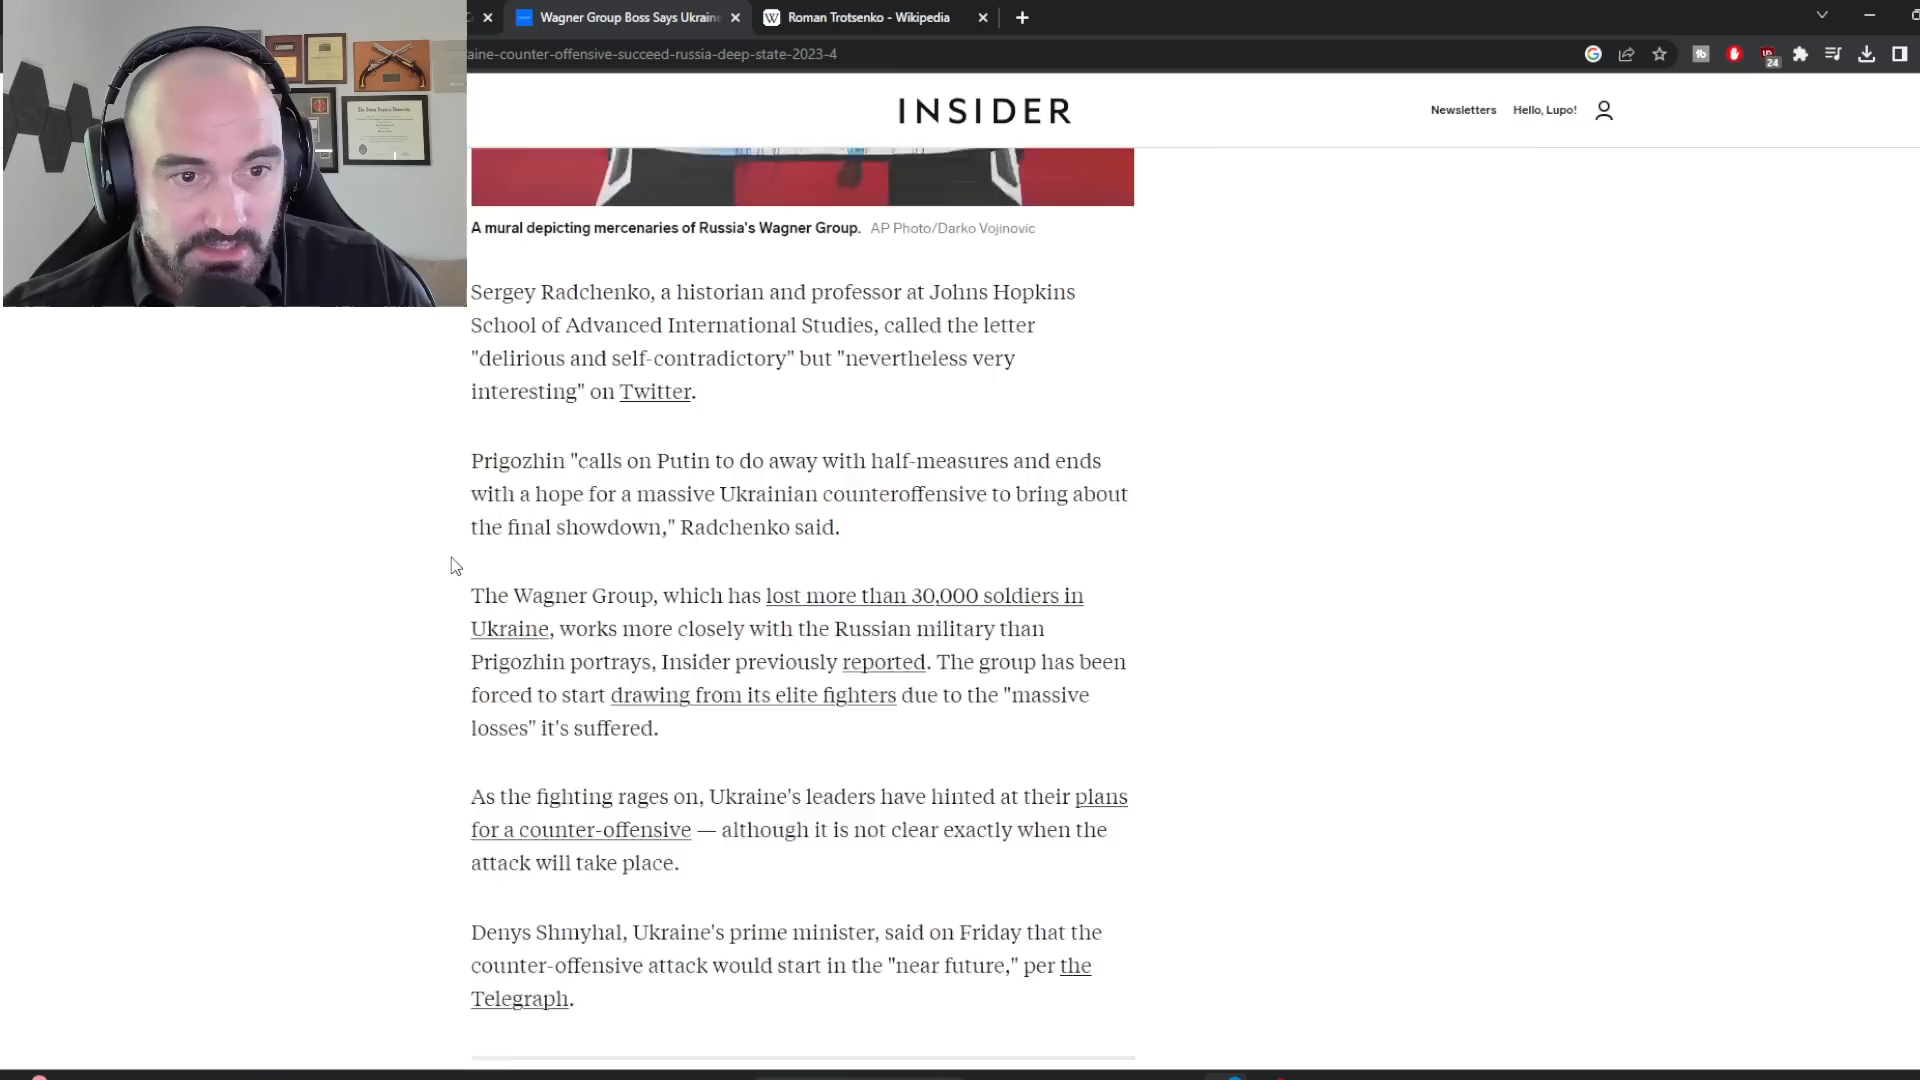 Wagner Group Boss Says Ukraine
Roman Trotsenko - Wikipedia
aine-counter-offensive-succeed-russia-deep-state-2023-4
24
INSIDER
Newsletters
Hello, Lupo!
A mural depicting mercenaries of Russia's Wagner Group. AP Photo/Darko Vojinovic
Sergey Radchenko, a historian and professor at Johns Hopkins
School of Advanced International Studies, called the letter
"delirious and self-contradictory" but "nevertheless very
interesting" on Twitter.
Prigozhin "calls on Putin to do away with half-measures and ends
with a hope for a massive Ukrainian counteroffensive to bring about
the final showdown," Radchenko said.
The Wagner Group, which has lost more than 30,000 soldiers in
Ukraine, works more closely with the Russian military than
Prigozhin portrays, Insider previously reported. The group has been
forced to start drawing from its elite fighters due to the "massive
losses" it's suffered.
As the fighting rages on, Ukraine's leaders have hinted at their plans
for a counter-offensive — although it is not clear exactly when the
attack will take place.
Denys Shmyhal, Ukraine's prime minister, said on Friday that the
counter-offensive attack would start in the "near future," per the
Telegraph.